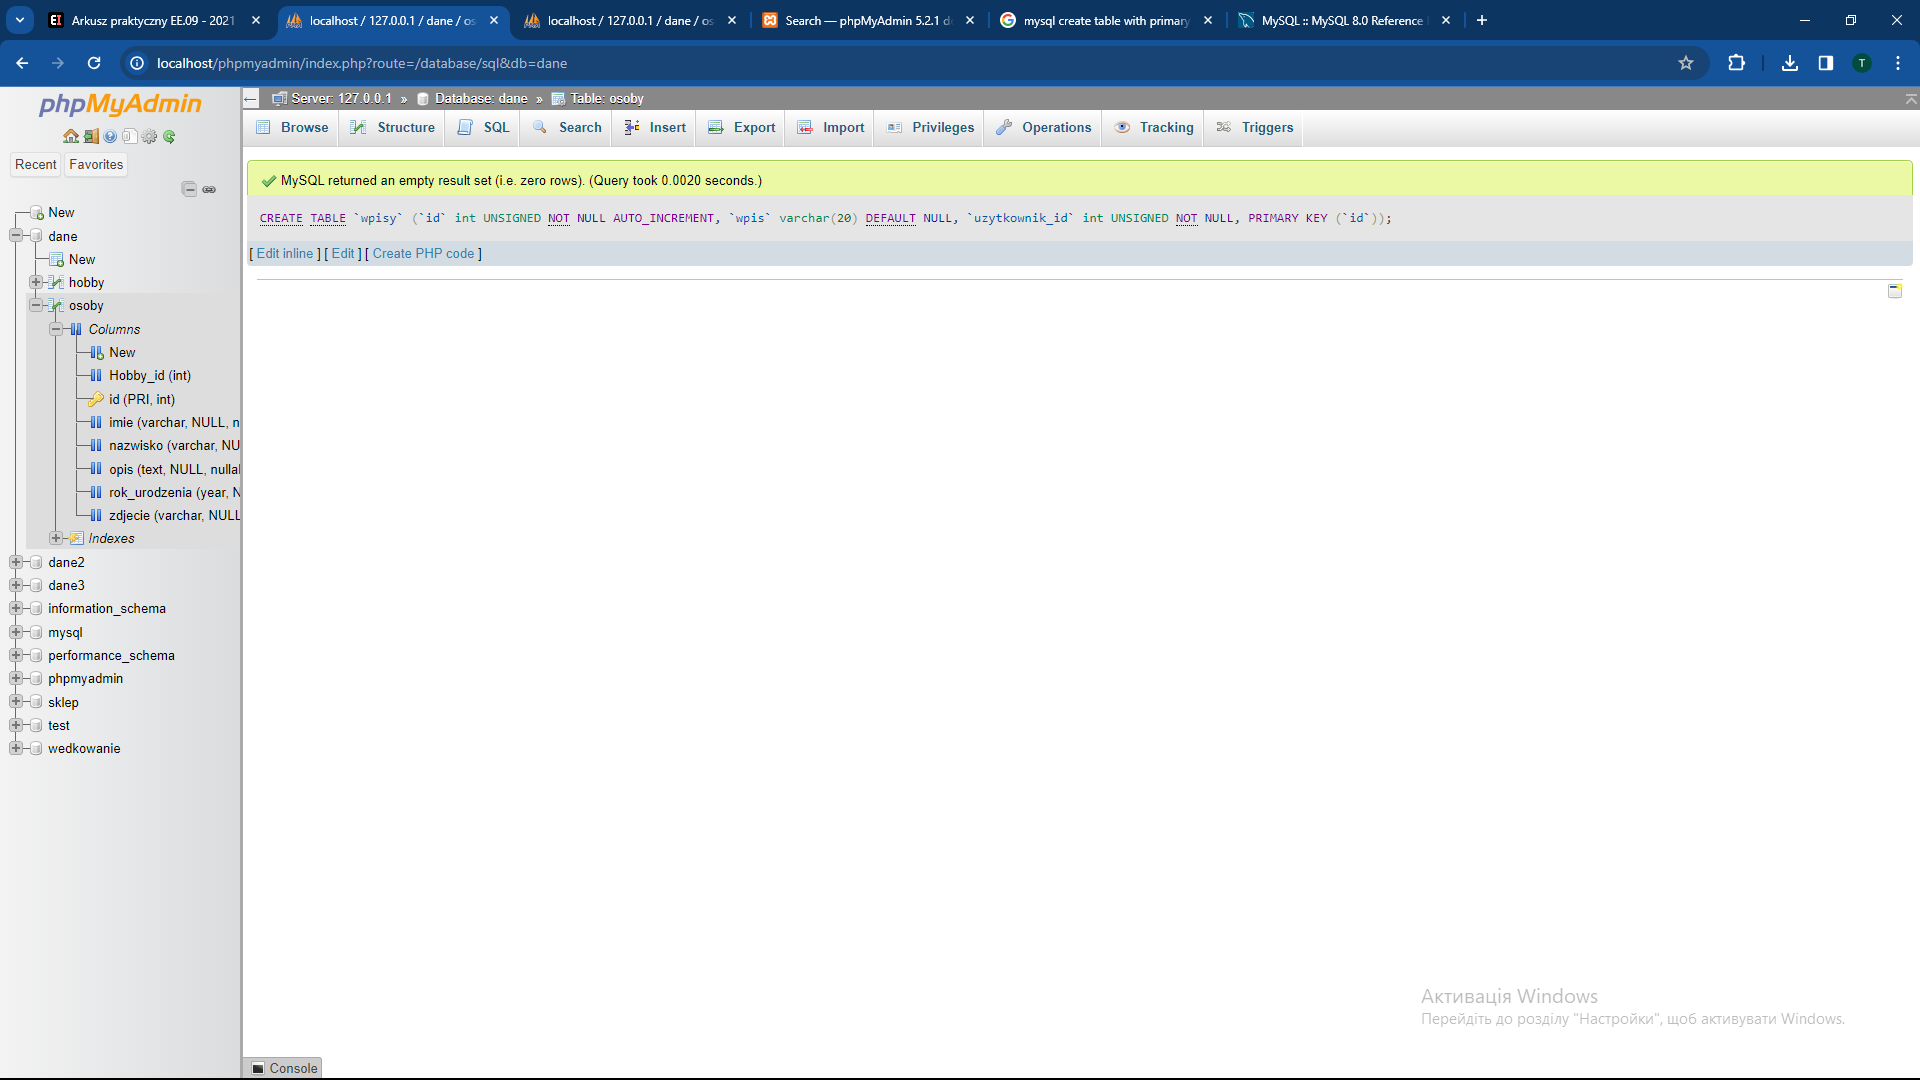 Arkusz praktyczny EE.09 - 2021
localhost / 127.0.0.1 / dane / os
localhost / 127.0.0.1 / dane / os
Search — phpMyAdmin 5.2.1 d
mysql create table with primary
MySQL :: MySQL 8.0 Reference
localhost/phpmyadmin/index.php?route=/database/sql&db=dane
T
phpMyAdmin
Recent
Favorites
New
dane
New
hobby
osoby
Columns
New
Hobby_id (int)
id (PRI, int)
imie (varchar, NULL, n
nazwisko (varchar, NU
opis (text, NULL, nulla
rok_urodzenia (year, N
zdjecie (varchar, NULL
Indexes
dane2
dane3
information_schema
mysql
performance_schema
phpmyadmin
sklep
test
wedkowanie
Server: 127.0.0.1 » Database: dane » Table: osoby
Browse Structure SQL Search Insert Export Import Privileges Operations Tracking Triggers
MySQL returned an empty result set (i.e. zero rows). (Query took 0.0020 seconds.)
CREATE TABLE `wpisy` (`id` int UNSIGNED NOT NULL AUTO_INCREMENT, `wpis` varchar(20) DEFAULT NULL, `uzytkownik_id` int UNSIGNED NOT NULL, PRIMARY KEY (`id`));
[ Edit inline ] [ Edit ] [ Create PHP code ]
Активація Windows
Перейдіть до розділу "Настройки", щоб активувати Windows.
Console